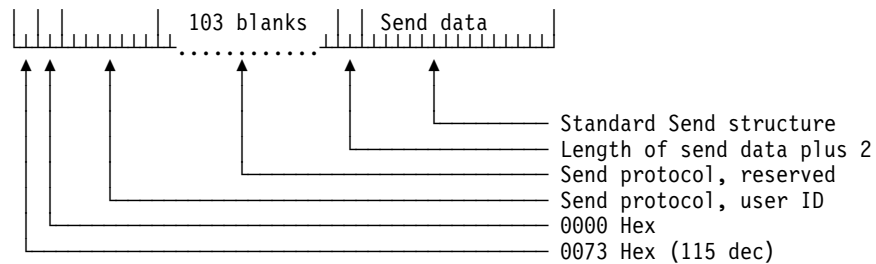 103 blanks Send data
Standard Send structure
Length of send data plus 2
Send protocol, reserved
Send protocol, user ID
0000 Hex
0073 Hex (115 dec)